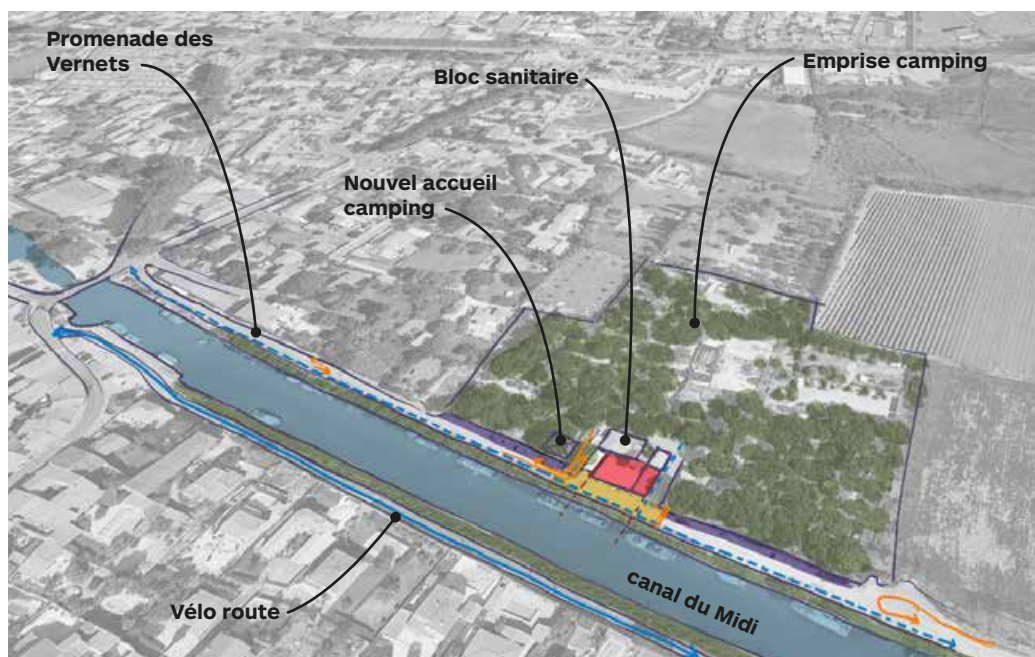 Promenade des
Vernets
Bloc sanitaire
Emprise camping
Nouvel accueil
camping
Vélo route
canal du Midi